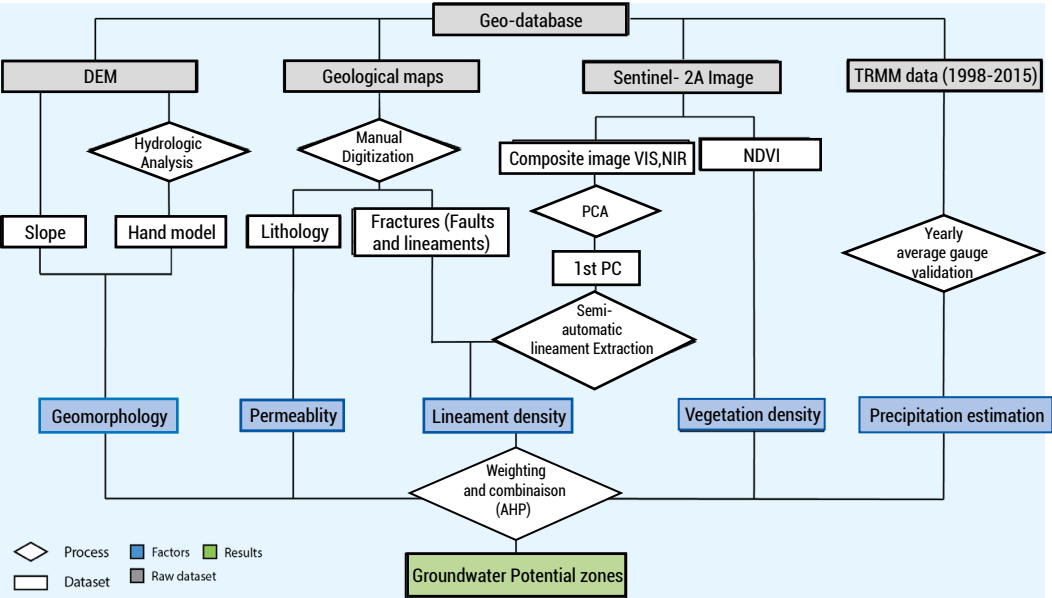 Geo-database
DEM
Geological maps
Sentinel- 2A Image
TRMM data (1998-2015)
Hydrologic
Analysis
Manual
Digitization
Composite image VIS,NIR
NDVI
PCA
Slope
Hand model
Lithology
Fractures (Faults
and lineaments)
Yearly
average gauge
validation
1st PC
Semi-
automatic
lineament Extraction
Geomorphology
Permeablity
Lineament density
Vegetation density
Precipitation estimation
Weighting
and combinaison
(AHP)
Process
Factors
Results
Dataset
Raw dataset
Groundwater Potential zones